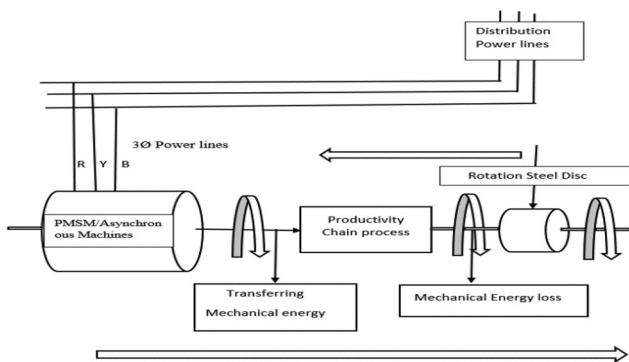 Distribution
Power lines
3Ø Power lines
R Y B
Rotation Steel Disc
PMSM/Asynchron
ous Machines
Productivity
Chain process
Transferring
Mechanical energy
Mechanical Energy loss